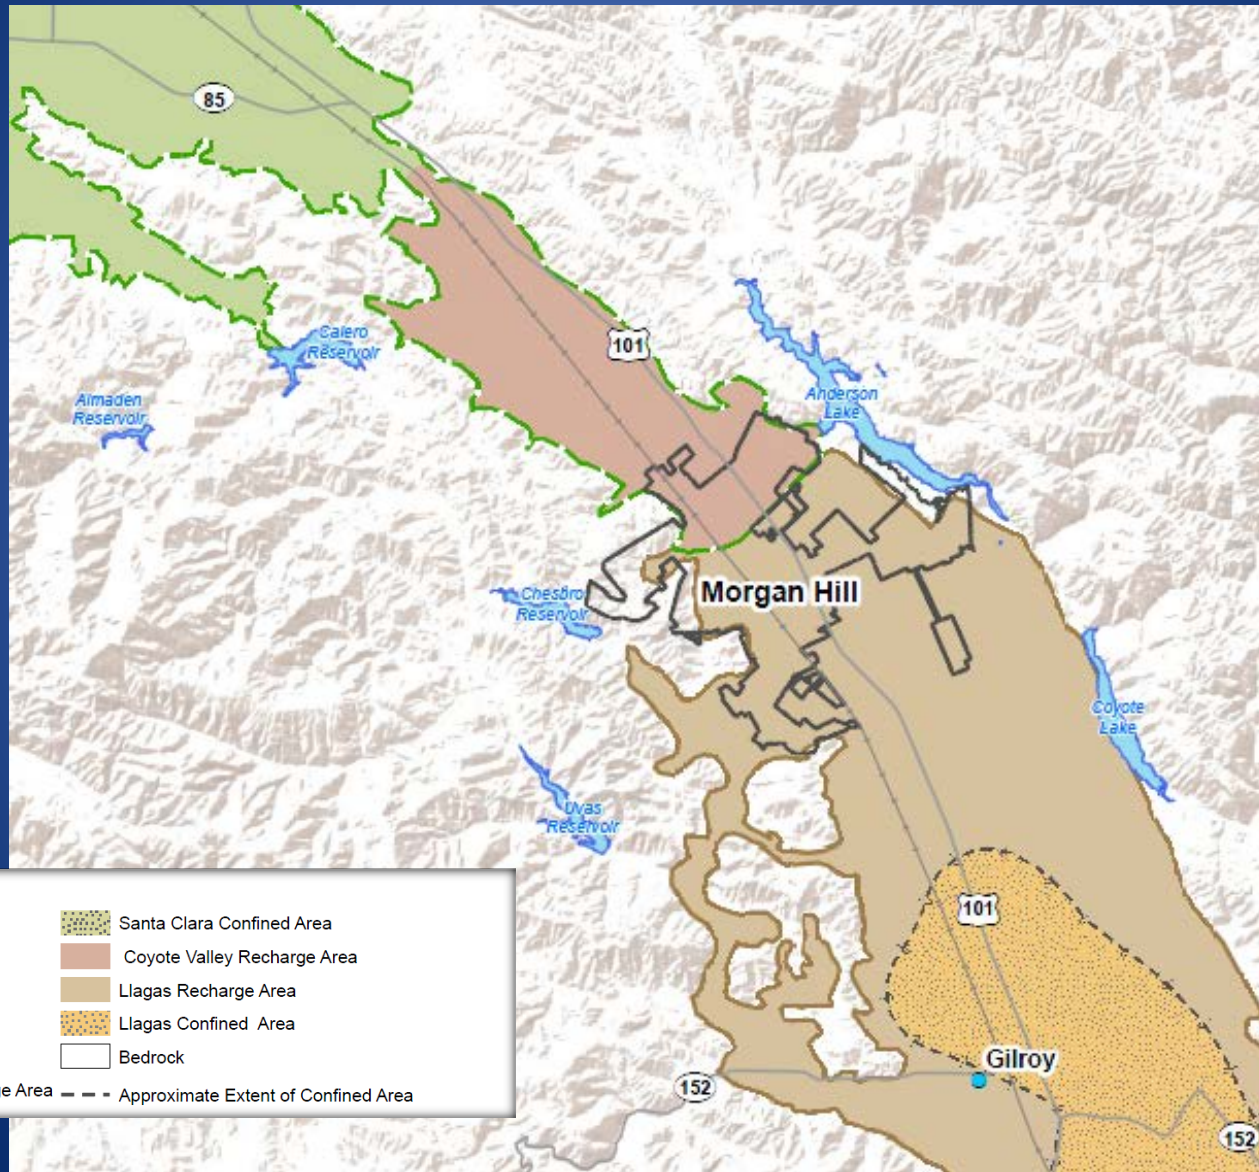 85
101
Calero
Reservoir
Almaden
Reservoir
Anderson
Lake
Chesbro
Reservoir
Morgan Hill
Coyote
Lake
Uvas
Reservoir
101
Gilroy
152
152
Santa Clara Confined Area
Coyote Valley Recharge Area
Llagas Recharge Area
Llagas Confined Area
Bedrock
Area
Approximate Extent of Confined Area